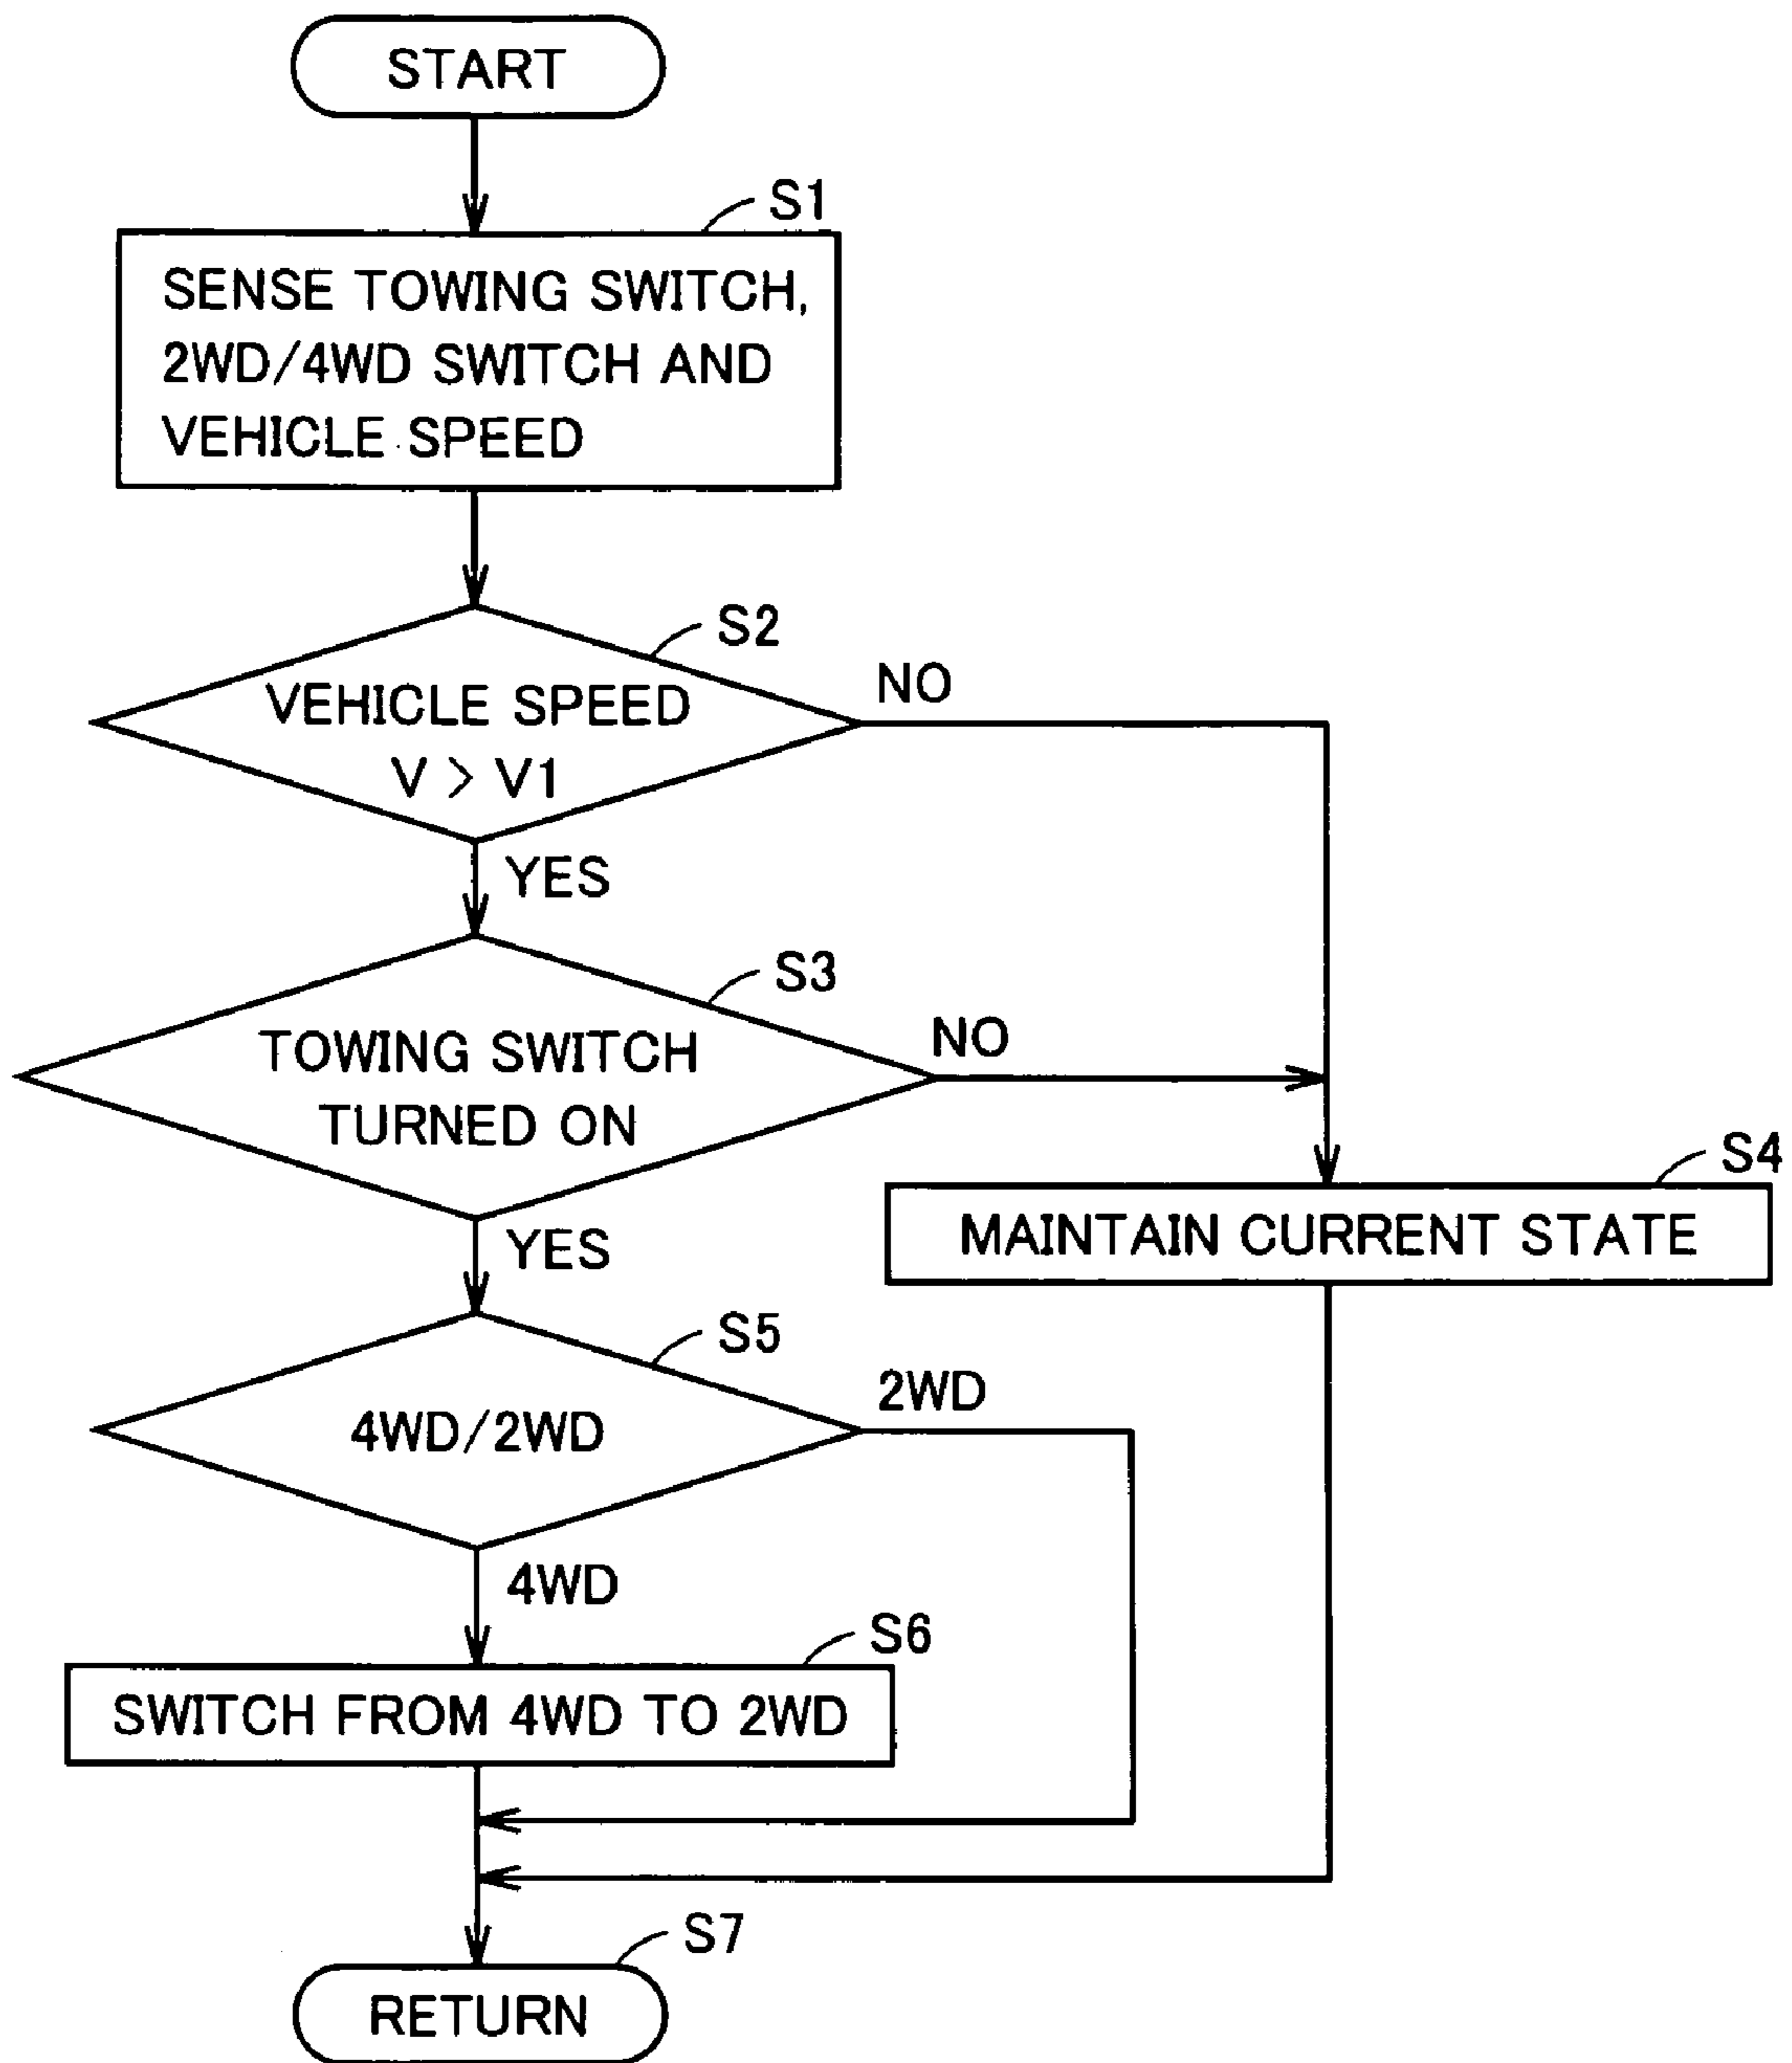 START
S1
SENSE TOWING SWITCH,
2WD/4WD SWITCH AND
VEHICLE SPEED
S2
VEHICLE SPEED
V > V1
NO
YES
S3
TOWING SWITCH
TURNED ON
NO
YES
S4
MAINTAIN CURRENT STATE
S5
4WD/2WD
2WD
4WD
S6
SWITCH FROM 4WD TO 2WD
S7
RETURN